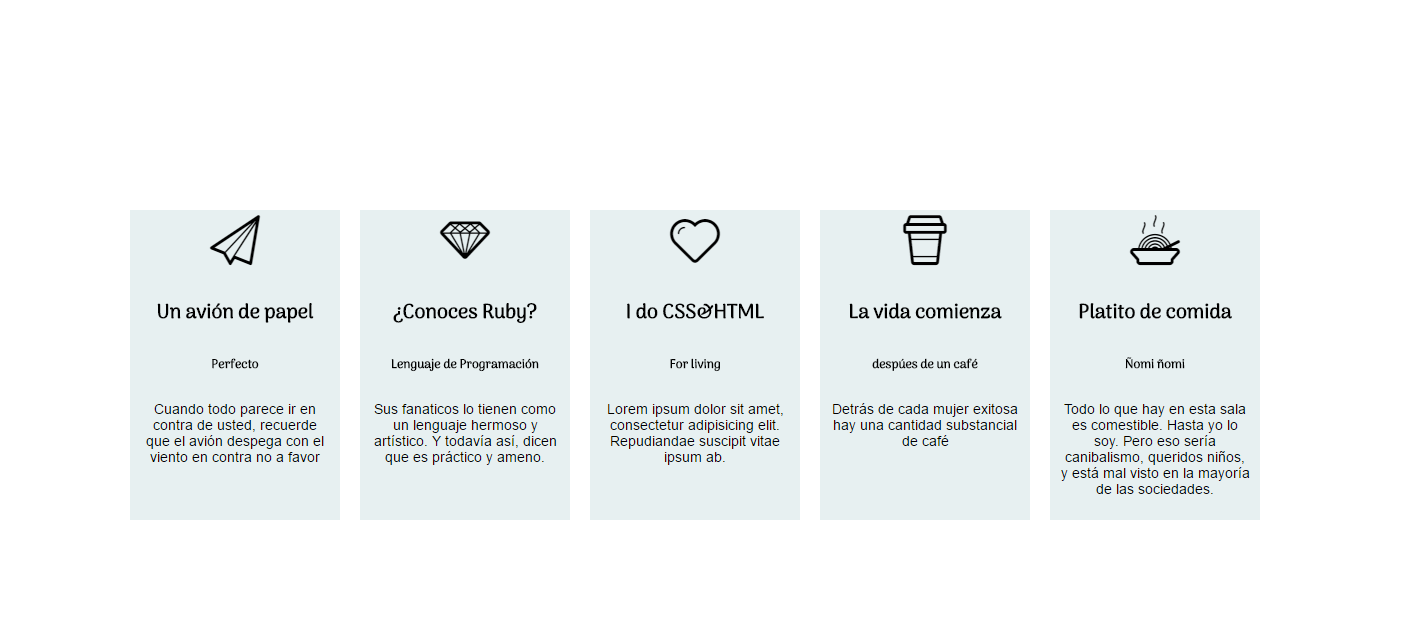 Un avión de papel
Perfecto
Cuando todo parece ir en
contra de usted, recuerde
que el avión despega con el
viento en contra no a favor
¿Conoces Ruby?
Lenguaje de Programación
Sus fanaticos lo tienen como
un lenguaje hermoso y
artístico. Y todavía así, dicen
que es práctico y ameno.
I do CSS&HTML
For living
Lorem ipsum dolor sit amet,
consectetur adipisicing elit.
Repudiandae suscipit vitae
ipsum ab.
La vida comienza
despúes de un café
Detrás de cada mujer exitosa
hay una cantidad substancial
de café
Platito de comida
Ñomi ñomi
Todo lo que hay en esta sala
es comestible. Hasta yo lo
soy. Pero eso sería
canibalismo, queridos niños,
y está mal visto en la mayoría
de las sociedades.